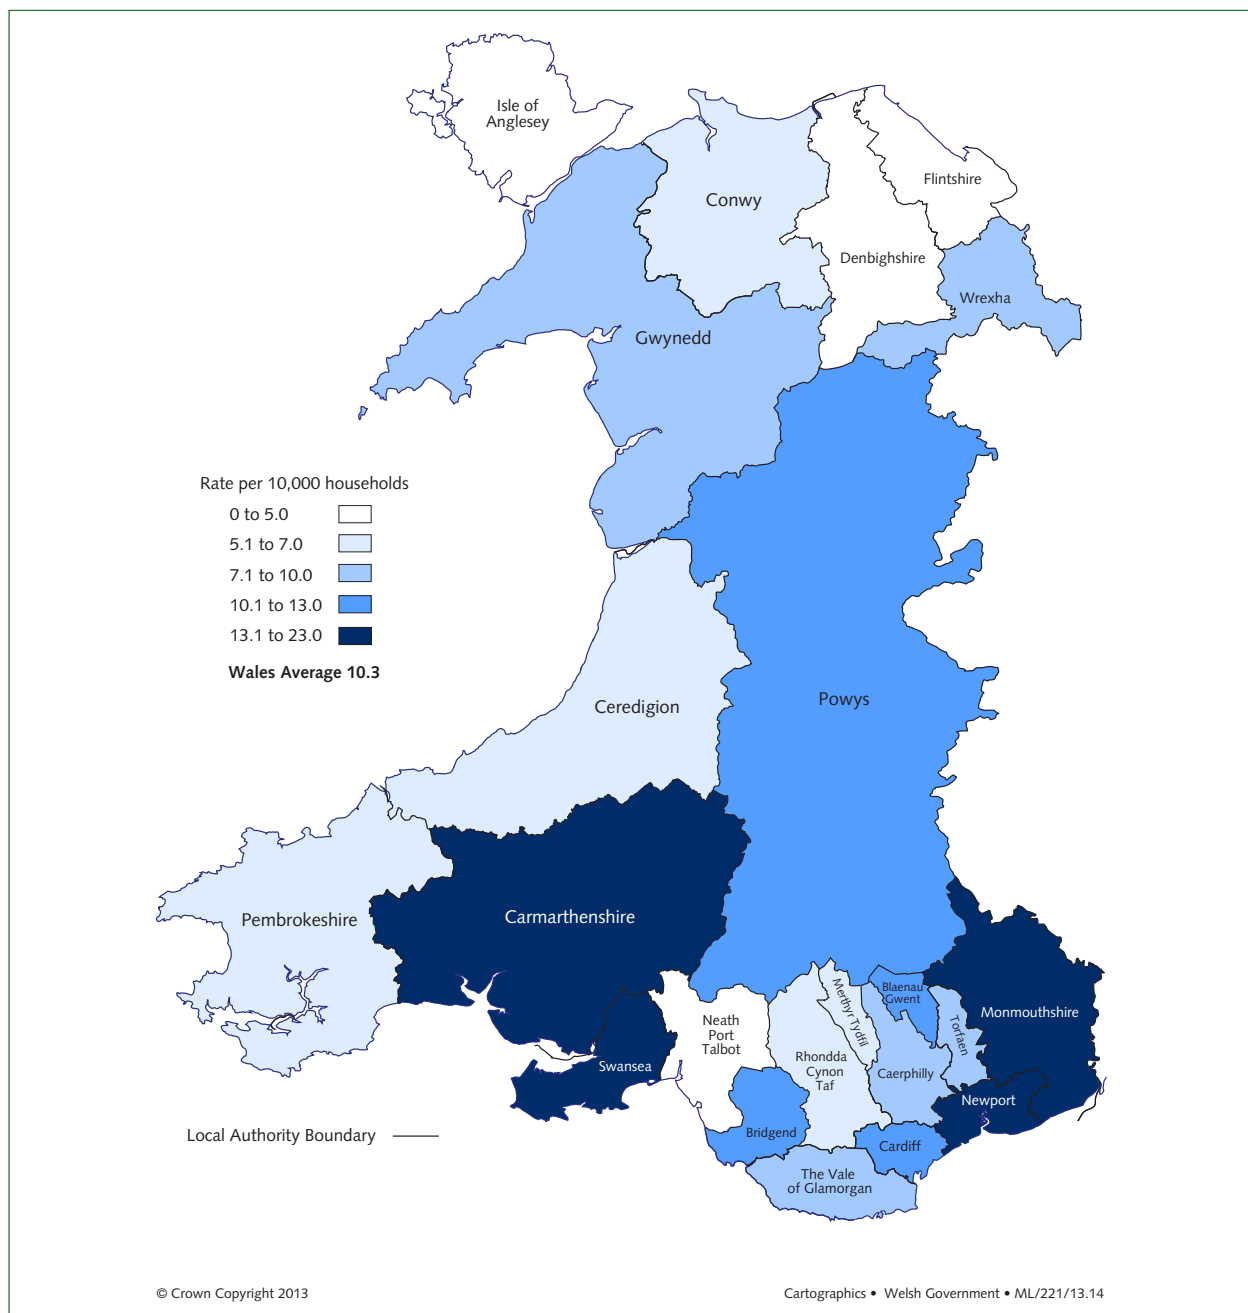 Isle of
Anglesey
Flintshire
Conwy
Denbighshire
Wrexha
Gwynedd
Rate per 10,000 households
0 to 5.0
5.1 to 7.0
7.1 to 10.0
10.1 to 13.0
13.1 to 23.0
Wales Average 10.3
Powys
Ceredigion
Pembrokeshire
Carmarthenshire
Merthyr Tydfil
Blaenau
Gwent
Torfaen
Monmouthshire
Neath
Port
Talbot
Rhondda
Cynon
Taf
Caerphilly
Swansea
Newport
Local Authority Boundary
Bridgend
Cardiff
The Vale
of Glamorgan
© Crown Copyright 2013
Cartographics • Welsh Government • ML/221/13.14